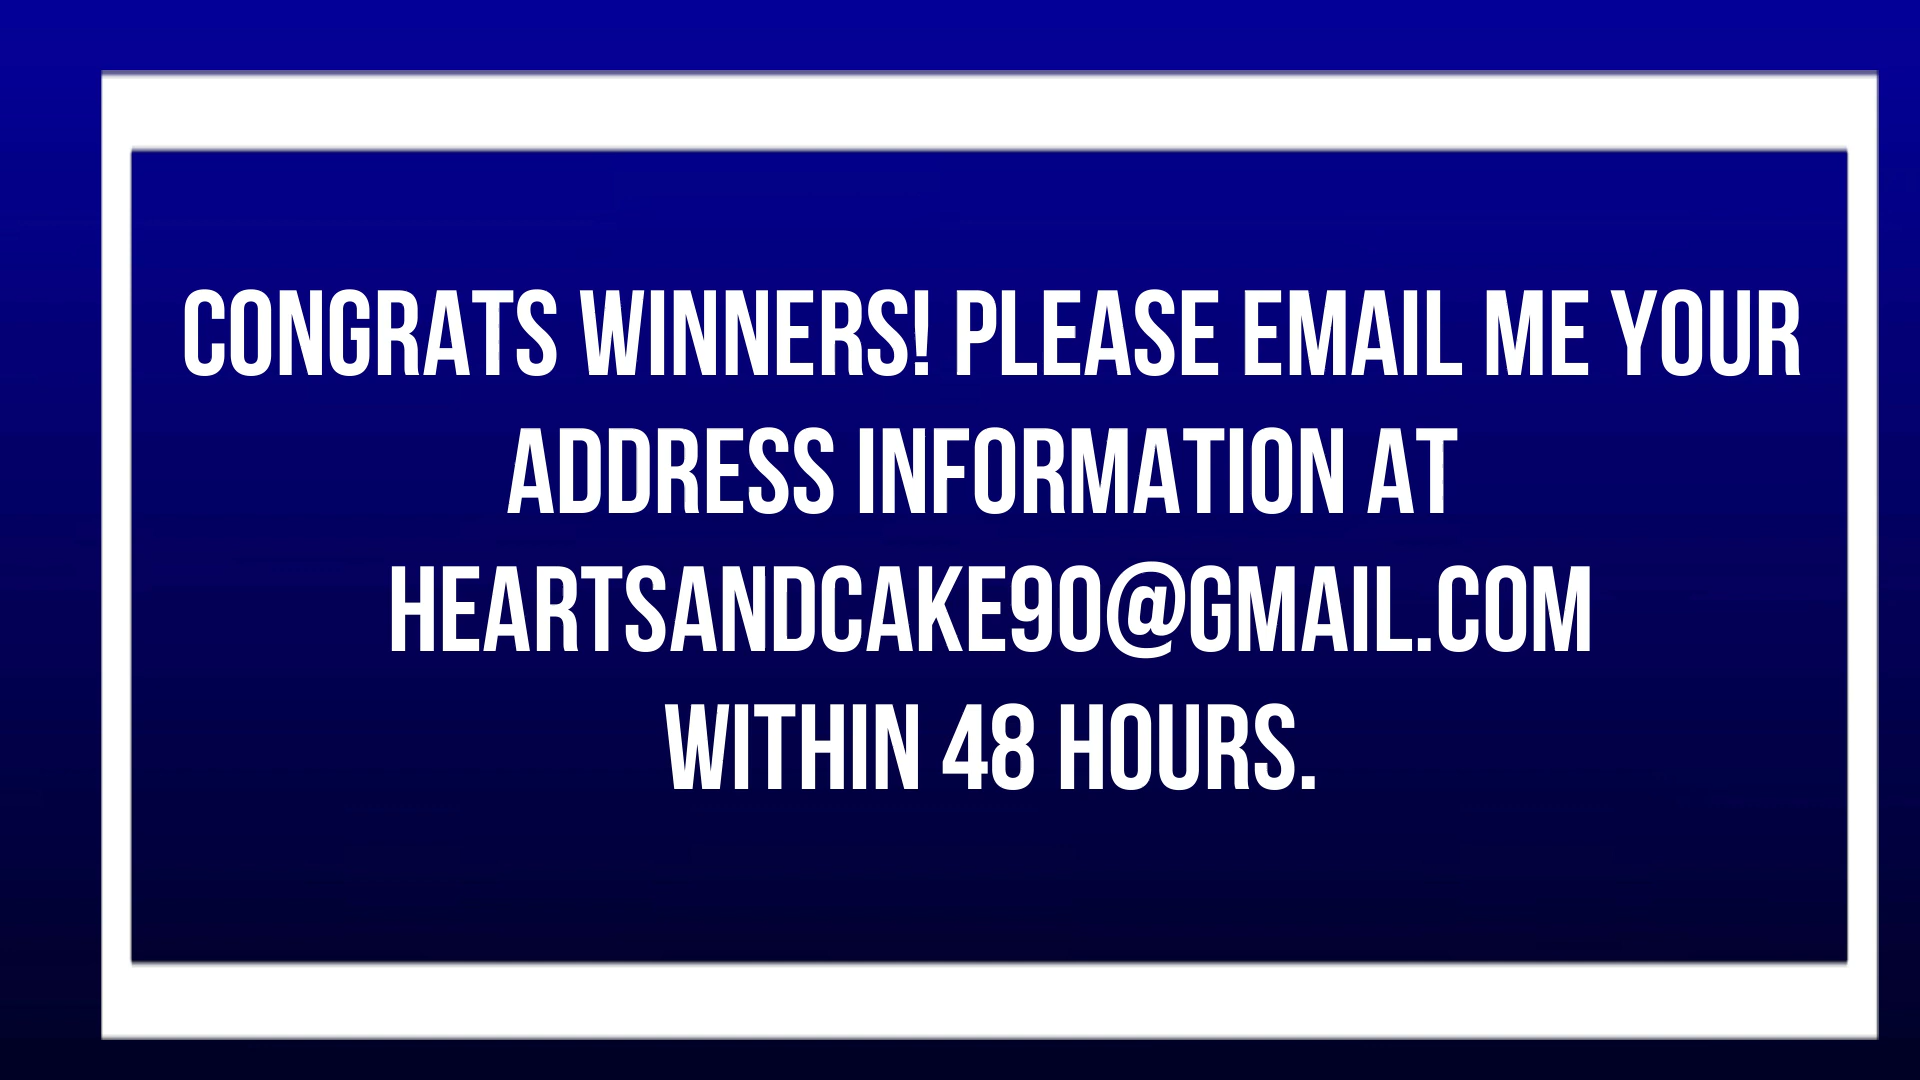 CONGRATS WINNERS! PLEASE EMAIL ME YOUR
ADDRESS INFORMATION AT
HEARTSANDCAKE90@GMAIL.COM
WITHIN 48 HOURS.